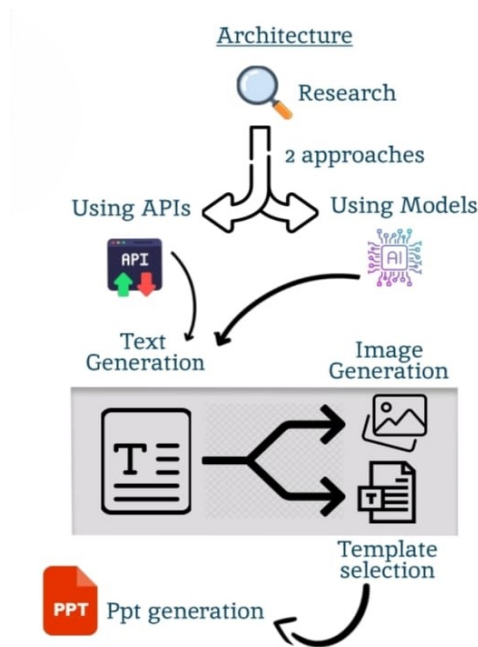 Architecture
Research
2 approaches
Using APIs
Using Models
API
AI
Text
Generation
Image
Generation
T
T
Template
selection
PPT
Ppt generation